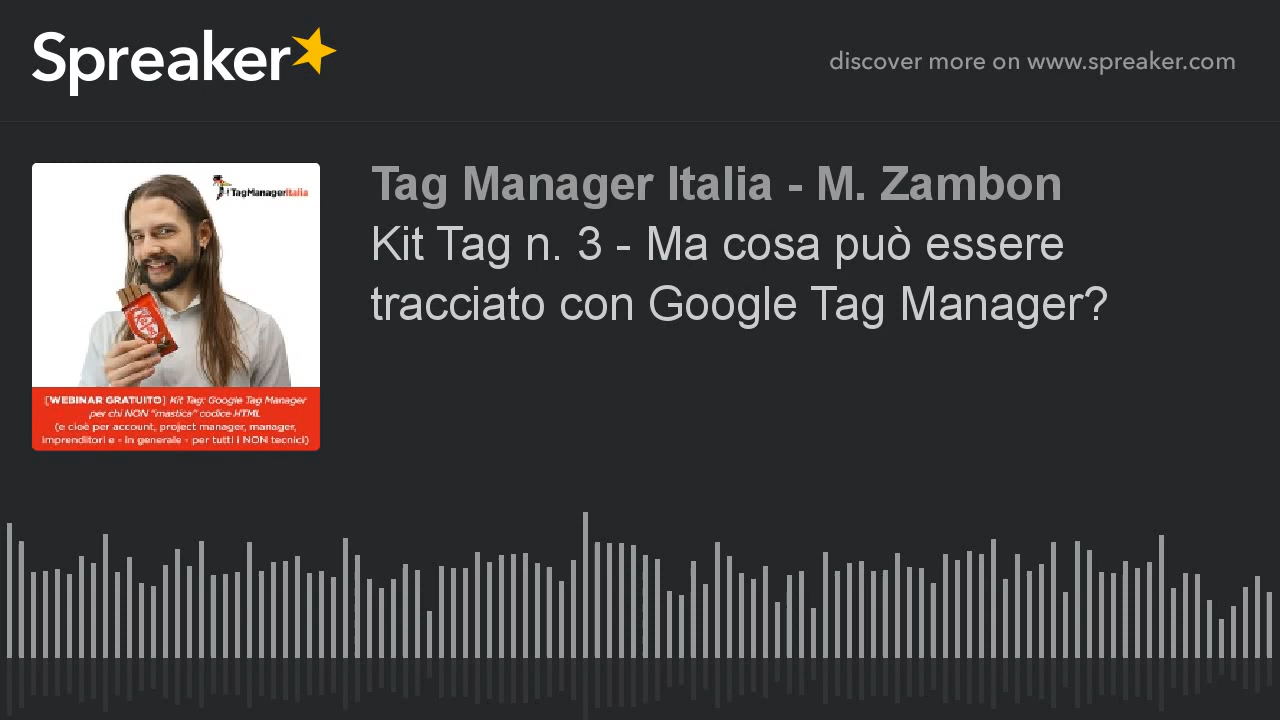 Spreaker
discover more on www.spreaker.com
Tag Manager Italia - M. Zambon
Kit Tag n. 3 - Ma cosa può essere
tracciato con Google Tag Manager?
TagManagerItalia
[WEBINAR GRATUITO] Kit Tag: Google Tag Manager
per chi NON "mastica" codice HTML
(e cioè per account, project manager, manager,
imprenditori e - in generale - per tutti i NON tecnici)